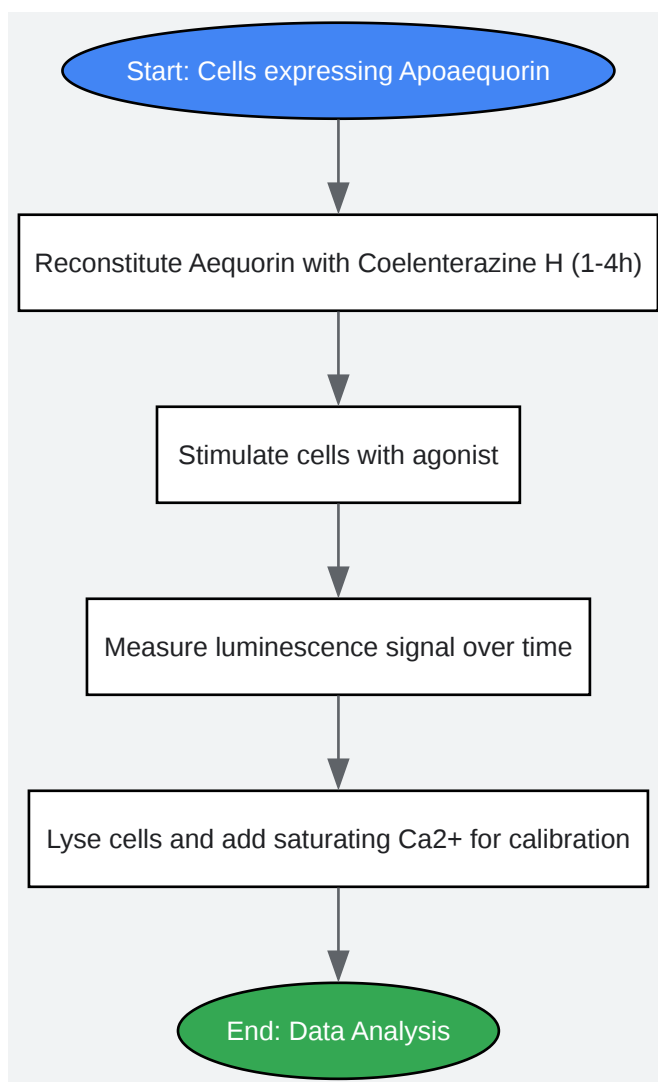 Start: Cells expressing Apoaequorin
Reconstitute Aequorin with Coelenterazine H (1-4h)
Stimulate cells with agonist
Measure luminescence signal over time
Lyse cells and add saturating Ca2+ for calibration
End: Data Analysis